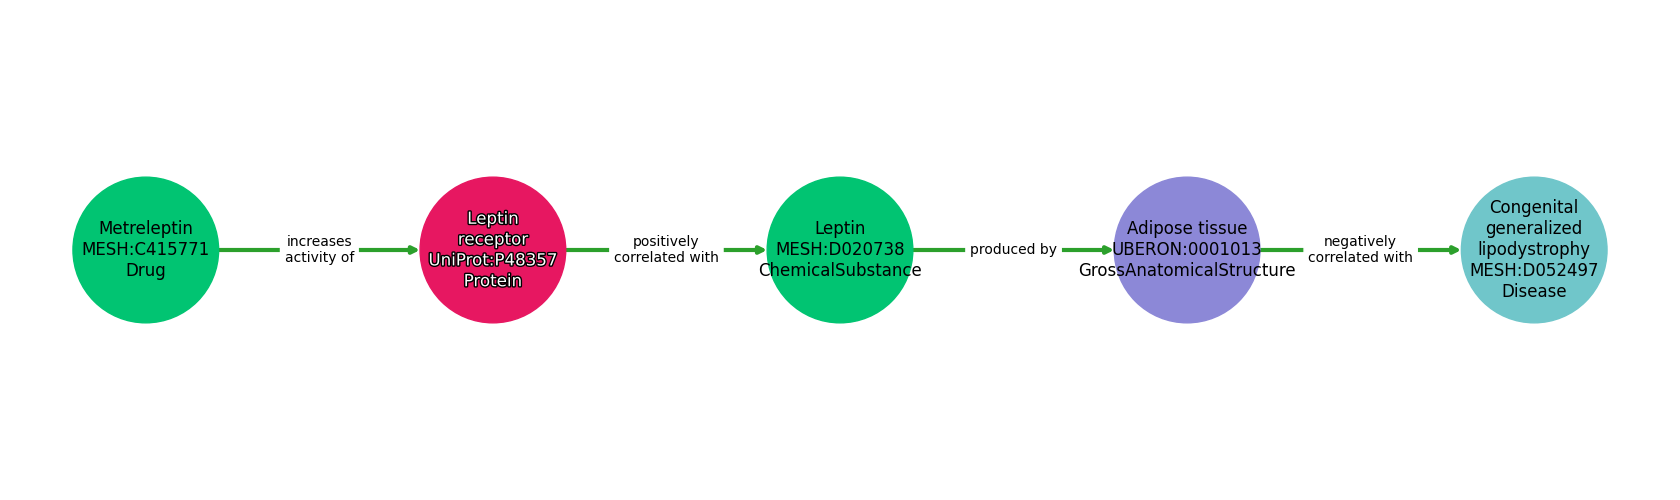 Metreleptin
MESH:C415771
Drug
increases
activity of
Leptin
receptor
UniProt:P48357
Protein
positively
correlated with
Leptin
MESH:D020738
ChemicalSubstance
produced by
Adipose tissue
UBERON:0001013
GrossAnatomicalStructure
negatively
correlated with
Congenital
generalized
lipodystrophy
MESH:D052497
Disease